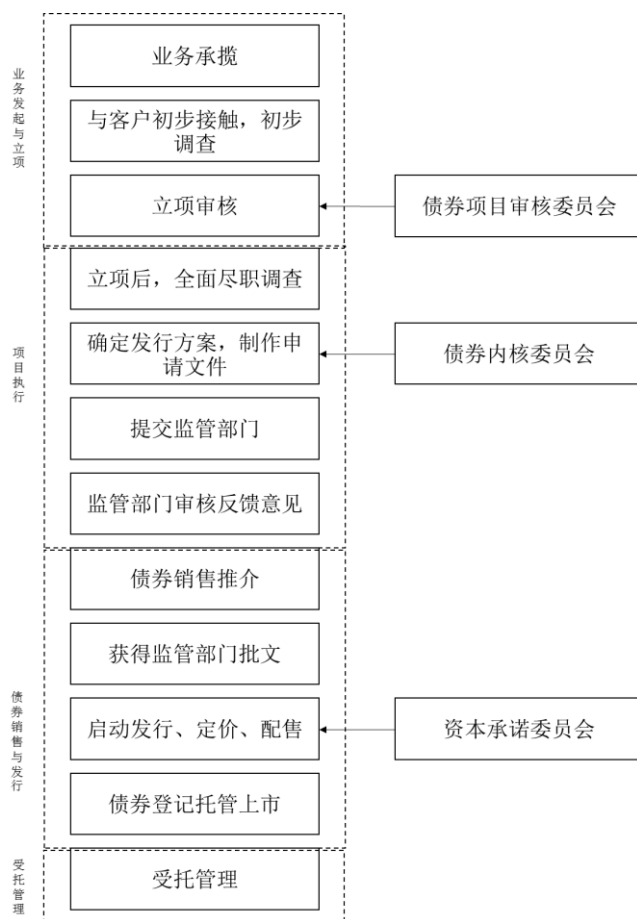 业务发起与立项
业务承揽
与客户初步接触，初步
调查
立项审核
债券项目审核委员会
项目执行
立项后，全面尽职调查
确定发行方案，制作申
请文件
债券内核委员会
提交监管部门
监管部门审核反馈意见
债券销售与发行
债券销售推介
获得监管部门批文
启动发行、定价、配售
资本承诺委员会
债券登记托管上市
受托管理
受托管理